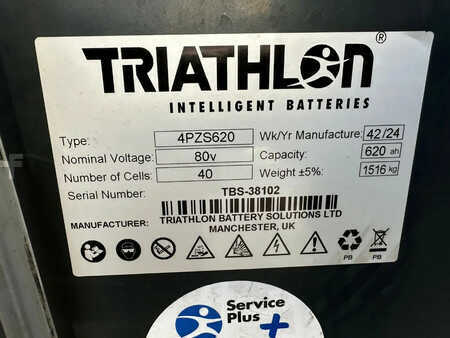 TRIATHLON®
INTELLIGENT BATTERIES
Type: 4PZS620 Wk/Yr Manufacture: 42/24
Nominal Voltage: 80v Capacity: 620 ah
Number of Cells: 40 Weight ±5%: 1516 kg
Serial Number: TBS-38102
MANUFACTURER: TRIATHLON BATTERY SOLUTIONS LTD
MANCHESTER, UK
PB PB
Service
Plus +